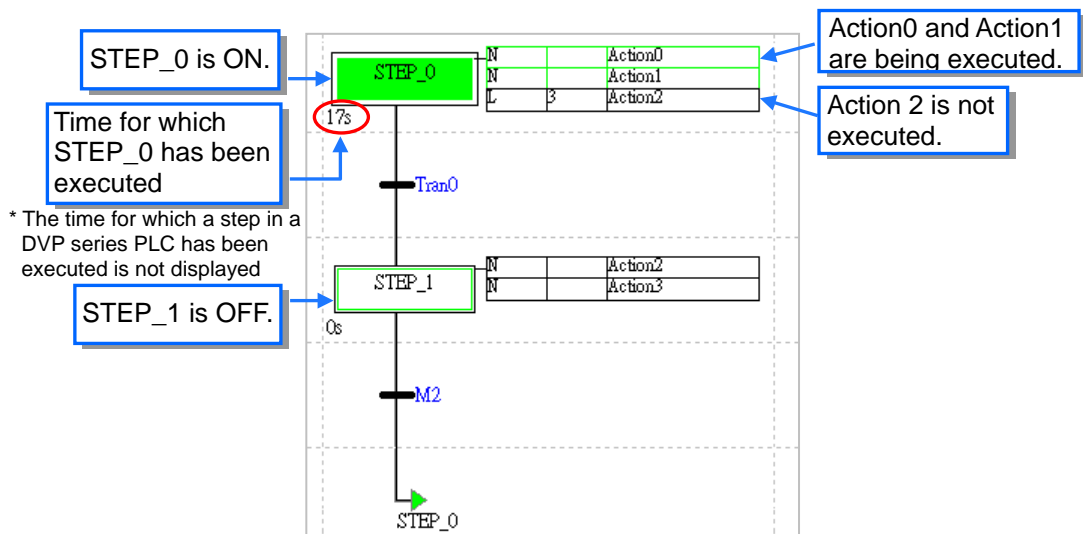 STEP_0 is ON.
Time for which
STEP_0 has been
executed
* The time for which a step in a
DVP series PLC has been
executed is not displayed
STEP_1 is OFF.
STEP_0
17s
N Action0
N Action1
L 3 Action2
Action0 and Action1
are being executed.
Action 2 is not
executed.
Tran0
STEP_1
0s
N Action2
N Action3
M2
STEP_0